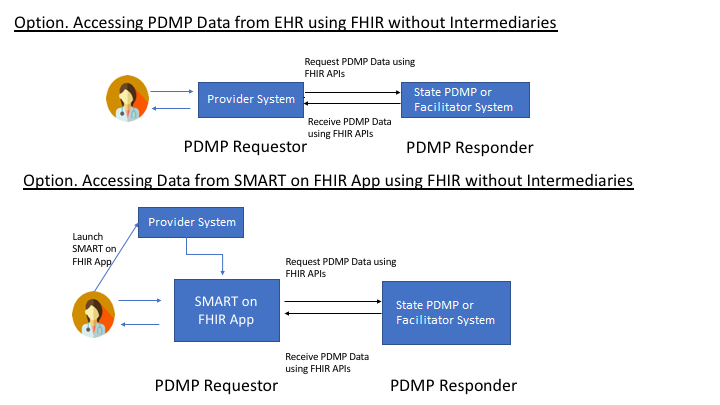 Option. Accessing PDMP Data from EHR using FHIR without Intermediaries
Request PDMP Data using
FHIR APIs
Provider System
State PDMP or
Facilitator System
Receive PDMP Data
using FHIR APIs
PDMP Requestor
PDMP Responder
Option. Accessing Data from SMART on FHIR App using FHIR without Intermediaries
Provider System
Launch
SMART on
FHIR App
Request PDMP Data using
FHIR APIs
SMART on
FHIR App
State PDMP or
Facilitator System
Receive PDMP Data
using FHIR APIs
PDMP Requestor
PDMP Responder